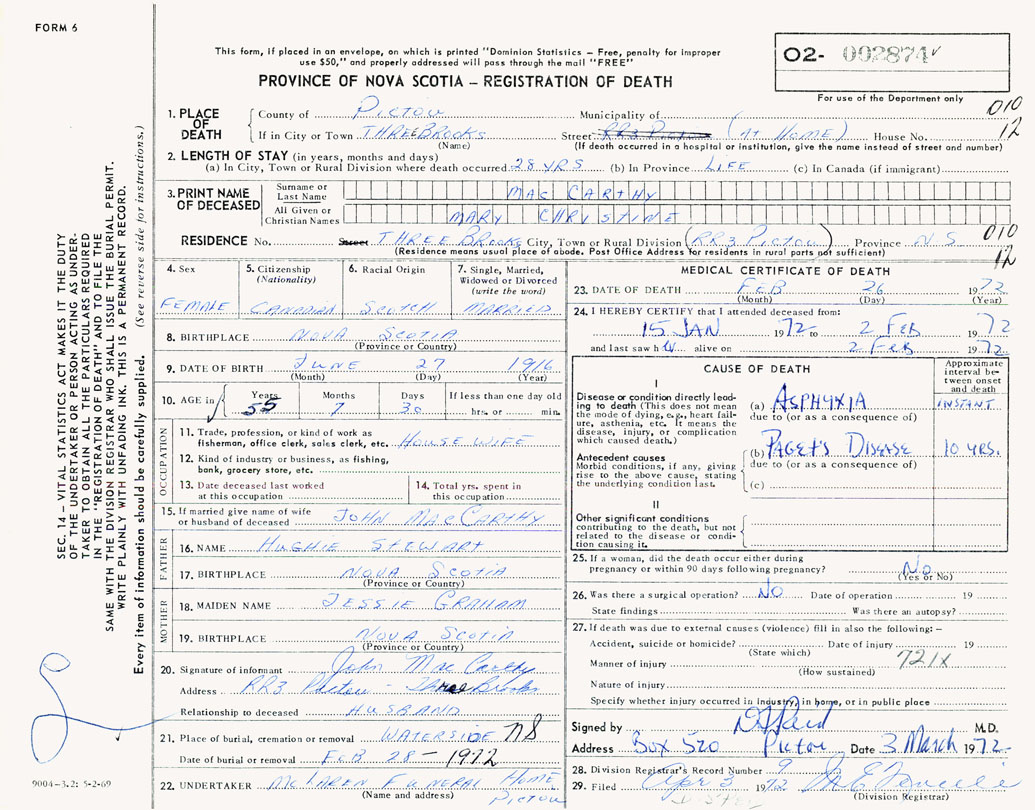 FORM 6
This form, if placed in an envelope, on which is printed "Dominion Statistics - Free, penalty for improper
use $50," and properly addressed will pass through the mail "FREE"
PROVINCE OF NOVA SCOTIA - REGISTRATION OF DEATH
02- 002874
For use of the Department only
010
12
1. PLACE OF DEATH
County of PICTOU Municipality of
If in City or Town THREE BROOKS Street RR3 Pictou (AT HOME) House No.
(Name) (If death occurred in a hospital or institution, give the name instead of street and number)
2. LENGTH OF STAY (in years, months and days)
(a) In City, Town or Rural Division where death occurred 28 YRS (b) In Province LIFE (c) In Canada (if immigrant)
3. PRINT NAME OF DECEASED
Surname or Last Name MAC CARTHY
All Given or Christian Names MARY CHRYSTINE
RESIDENCE No. Street THREE BROOKS City, Town or Rural Division (RR3 PICTOU) Province NS 010
(Residence means usual place of abode. Post Office Address for residents in rural parts not sufficient) 12
4. Sex FEMALE
5. Citizenship (Nationality) CANADIAN
6. Racial Origin SCOTCH
7. Single, Married, Widowed or Divorced (write the word) MARRIED
8. BIRTHPLACE NOVA SCOTIA
(Province or Country)
9. DATE OF BIRTH JUNE 27 1916
(Month) (Day) (Year)
10. AGE in Years 55 Months 7 Days 30 If less than one day old hrs. or min.
OCCUPATION
11. Trade, profession, or kind of work as
fisherman, office clerk, sales clerk, etc. HOUSE WIFE
12. Kind of industry or business, as fishing,
bank, grocery store, etc.
13. Date deceased last worked
at this occupation
14. Total yrs. spent in
this occupation
15. If married give name of wife
or husband of deceased JOHN MACCARTHY
FATHER
16. NAME HUGHIE STEWART
17. BIRTHPLACE NOVA SCOTIA
(Province or Country)
MOTHER
18. MAIDEN NAME JESSIE GRAHAM
19. BIRTHPLACE NOVA SCOTIA
(Province or Country)
20. Signature of informant John MacCarthy
Address RR3 Pictou - Three Brooks
Relationship to deceased HUSBAND
21. Place of burial, cremation or removal WATERSIDE NS
Date of burial or removal FEB 28 - 1972
22. UNDERTAKER MCLAREN FUNERAL HOME
(Name and address) PICTOU
MEDICAL CERTIFICATE OF DEATH
23. DATE OF DEATH FEB 26 1972
(Month) (Day) (Year)
24. I HEREBY CERTIFY that I attended deceased from:
15 JAN 1972 to 2 FEB 1972
and last saw h alive on 2 FEB 1972
CAUSE OF DEATH
Approximate interval between onset and death
I
Disease or condition directly leading
to death (This does not mean
the mode of dying, e.g., heart failure,
asthenia, etc. It means the
disease, injury, or complication
which caused death.)
(a) ASPHYXIA INSTANT
due to (or as a consequence of)
Antecedent causes
Morbid conditions, if any, giving
rise to the above cause, stating
the underlying condition last.
(b) PAGET'S DISEASE 10 YRS.
due to (or as a consequence of)
(c)
II
Other significant conditions
contributing to the death, but not
related to the disease or condition
causing it.
25. If a woman, did the death occur either during
pregnancy or within 90 days following pregnancy? No
(Yes or No)
26. Was there a surgical operation? No Date of operation 19
State findings Was there an autopsy?
27. If death was due to external causes (violence) fill in also the following: -
Accident, suicide or homicide? Date of injury 19
(State which)
Manner of injury 721X
(How sustained)
Nature of injury
Specify whether injury occurred in Industry, in home, or in public place
Signed by M.D.
Address Box 520 Pictou Date 3 March 1972
28. Division Registrar's Record Number 9
29. Filed Apr 3 1972
(Division Registrar)
SEC. 14 - VITAL STATISTICS ACT MAKES IT THE DUTY
OF THE UNDERTAKER OR PERSON ACTING AS UNDER-
TAKER TO OBTAIN ALL THE PARTICULARS REQUIRED
IN THE "REGISTRATION OF DEATH" AND TO FILE THE
SAME WITH THE DIVISION REGISTRAR WHO SHALL ISSUE THE BURIAL PERMIT.
WRITE PLAINLY WITH UNFADING INK. THIS IS A PERMANENT RECORD.
Every item of information should be carefully supplied. (See reverse side for instructions.)
9004-3.2: 5-2-69